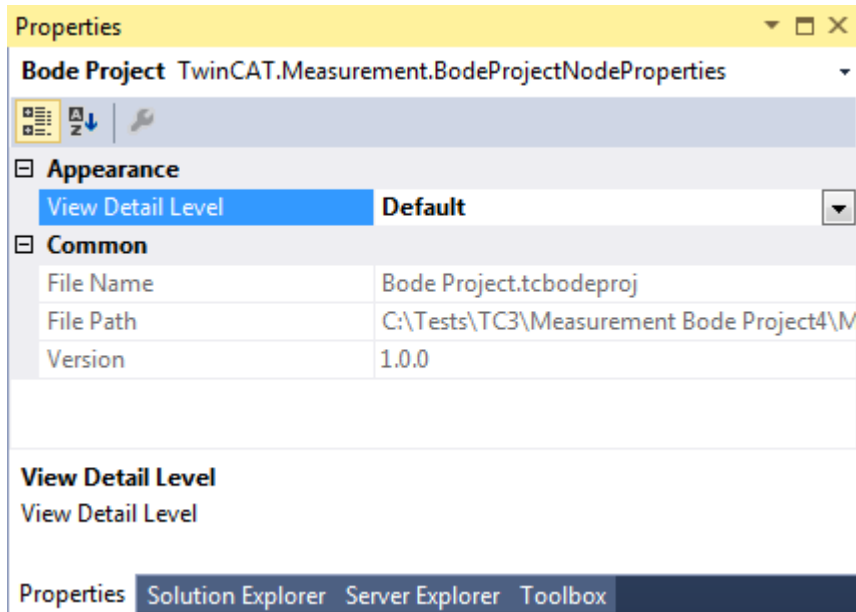 Properties
Bode Project TwinCAT.Measurement.BodeProjectNodeProperties
Appearance
View Detail Level Default
Common
File Name Bode Project.tcbodeproj
File Path C:\Tests\TC3\Measurement Bode Project4\M
Version 1.0.0
View Detail Level
View Detail Level
Properties Solution Explorer Server Explorer Toolbox